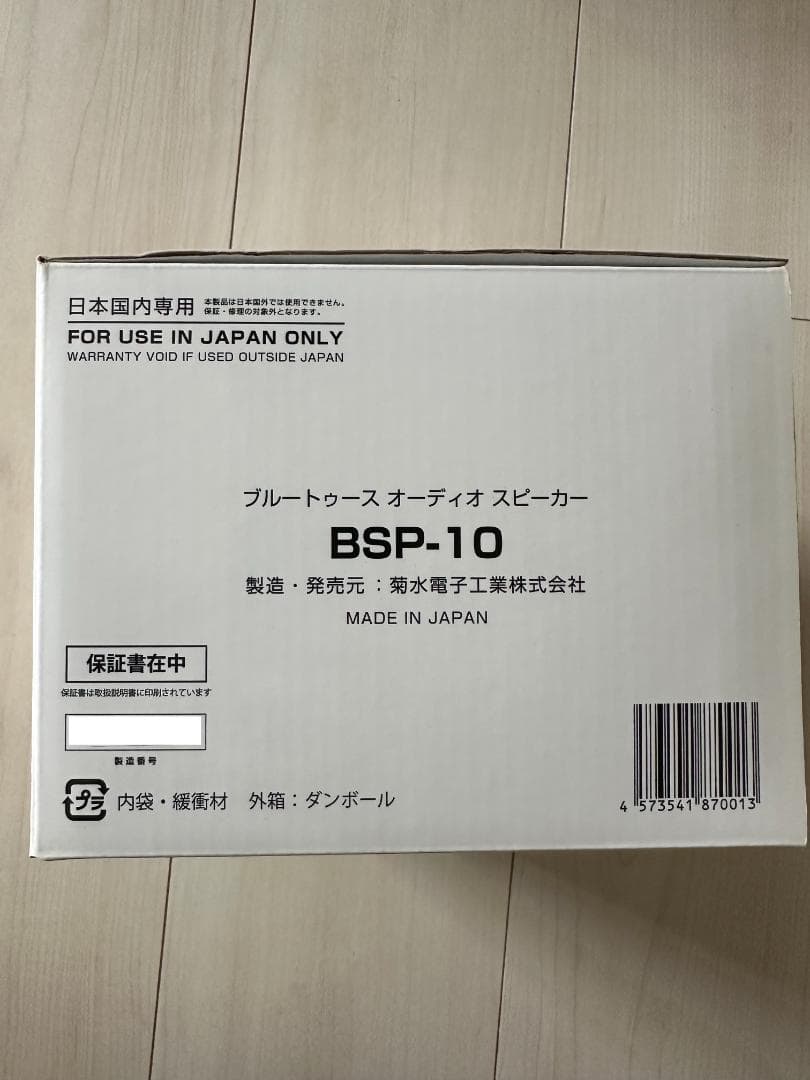 日本国内専用
本製品は日本国外では使用できません。
保証・修理の対象外となります。
FOR USE IN JAPAN ONLY
WARRANTY VOID IF USED OUTSIDE JAPAN
ブルートゥース オーディオ スピーカー
BSP-10
製造・発売元：菊水電子工業株式会社
MADE IN JAPAN
保証書在中
保証書は取扱説明書に印刷されています
製造番号
プラ 内袋・緩衝材 外箱：ダンボール
4 573541 870013